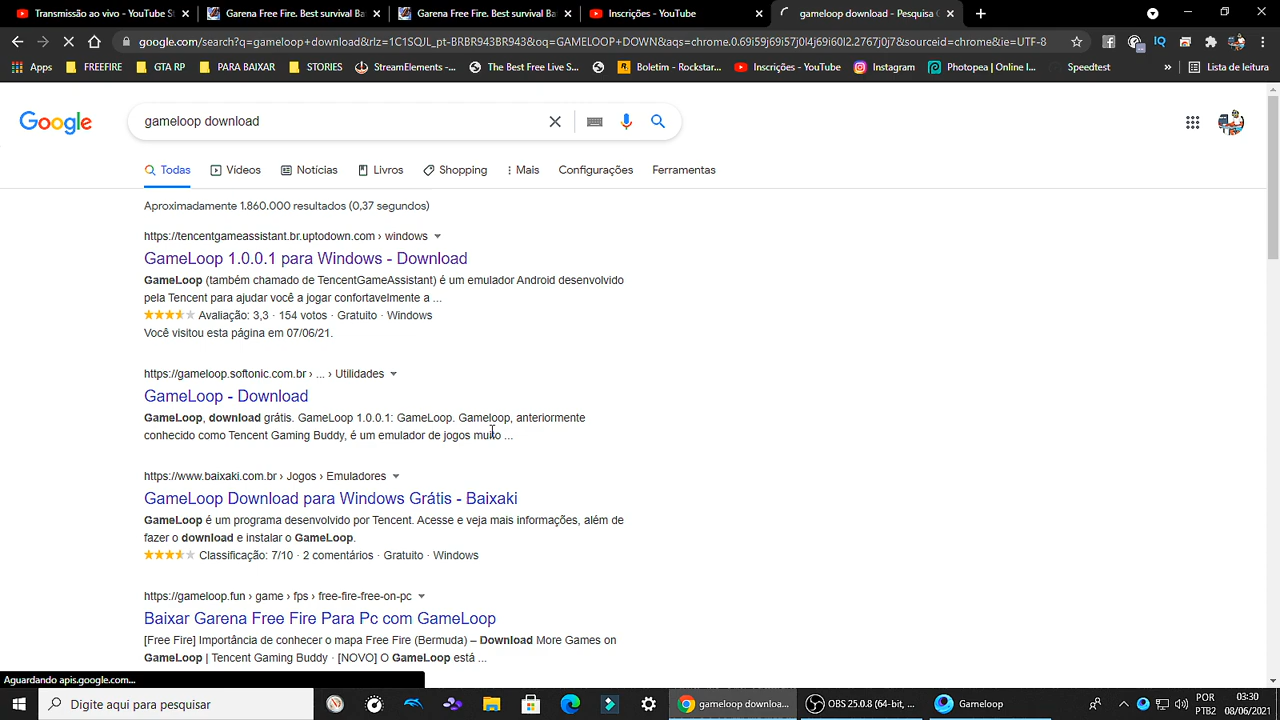 Transmissão ao vivo - YouTube S
Garena Free Fire. Best survival Ba
Garena Free Fire. Best survival Ba
Inscrições - YouTube
gameloop download - Pesquisa G
google.com/search?q=gameloop+download&rlz=1C1SQJL_pt-BRBR943BR943&oq=GAMELOOP+DOWN&aqs=chrome.0.69i59j69i57j0l4j69i60l2.2767j0j7&sourceid=chrome&ie=UTF-8
Apps
FREEFIRE
GTA RP
PARA BAIXAR
STORIES
StreamElements -...
The Best Free Live S...
Boletim - Rockstar...
Inscrições - YouTube
Instagram
Photopea | Online I...
Speedtest
»
Lista de leitura
Google
gameloop download
Todas
Vídeos
Notícias
Livros
Shopping
Mais
Configurações
Ferramentas
Aproximadamente 1.860.000 resultados (0,37 segundos)
https://tencentgameassistant.br.uptodown.com › windows
GameLoop 1.0.0.1 para Windows - Download
GameLoop (também chamado de TencentGameAssistant) é um emulador Android desenvolvido
pela Tencent para ajudar você a jogar confortavelmente a ...
Avaliação: 3,3 · 154 votos · Gratuito · Windows
Você visitou esta página em 07/06/21.
https://gameloop.softonic.com.br › ... › Utilidades
GameLoop - Download
GameLoop, download grátis. GameLoop 1.0.0.1: GameLoop. Gameloop, anteriormente
conhecido como Tencent Gaming Buddy, é um emulador de jogos muito ...
https://www.baixaki.com.br › Jogos › Emuladores
GameLoop Download para Windows Grátis - Baixaki
GameLoop é um programa desenvolvido por Tencent. Acesse e veja mais informações, além de
fazer o download e instalar o GameLoop.
Classificação: 7/10 · 2 comentários · Gratuito · Windows
https://gameloop.fun › game › fps › free-fire-free-on-pc
Baixar Garena Free Fire Para Pc com GameLoop
[Free Fire] Importância de conhecer o mapa Free Fire (Bermuda) – Download More Games on
GameLoop | Tencent Gaming Buddy · [NOVO] O GameLoop está ...
Aguardando apis.google.com...
Digite aqui para pesquisar
gameloop downloa...
OBS 25.0.8 (64-bit, ...
Gameloop
POR
PTB2
03:30
08/06/2021